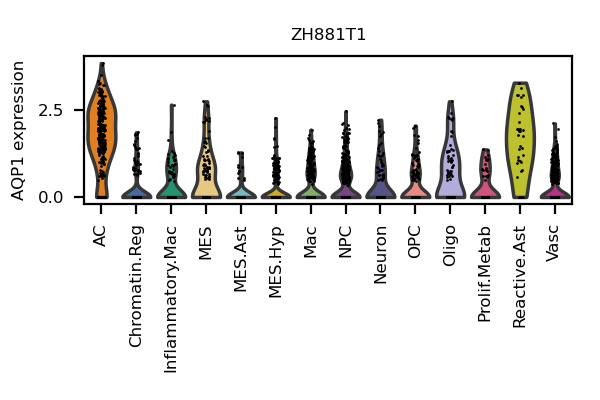 ZH881T1
AQP1 expression
2.5
0.0
AC
Chromatin.Reg
Inflammatory.Mac
MES
MES.Ast
MES.Hyp
Mac
NPC
Neuron
OPC
Oligo
Prolif.Metab
Reactive.Ast
Vasc